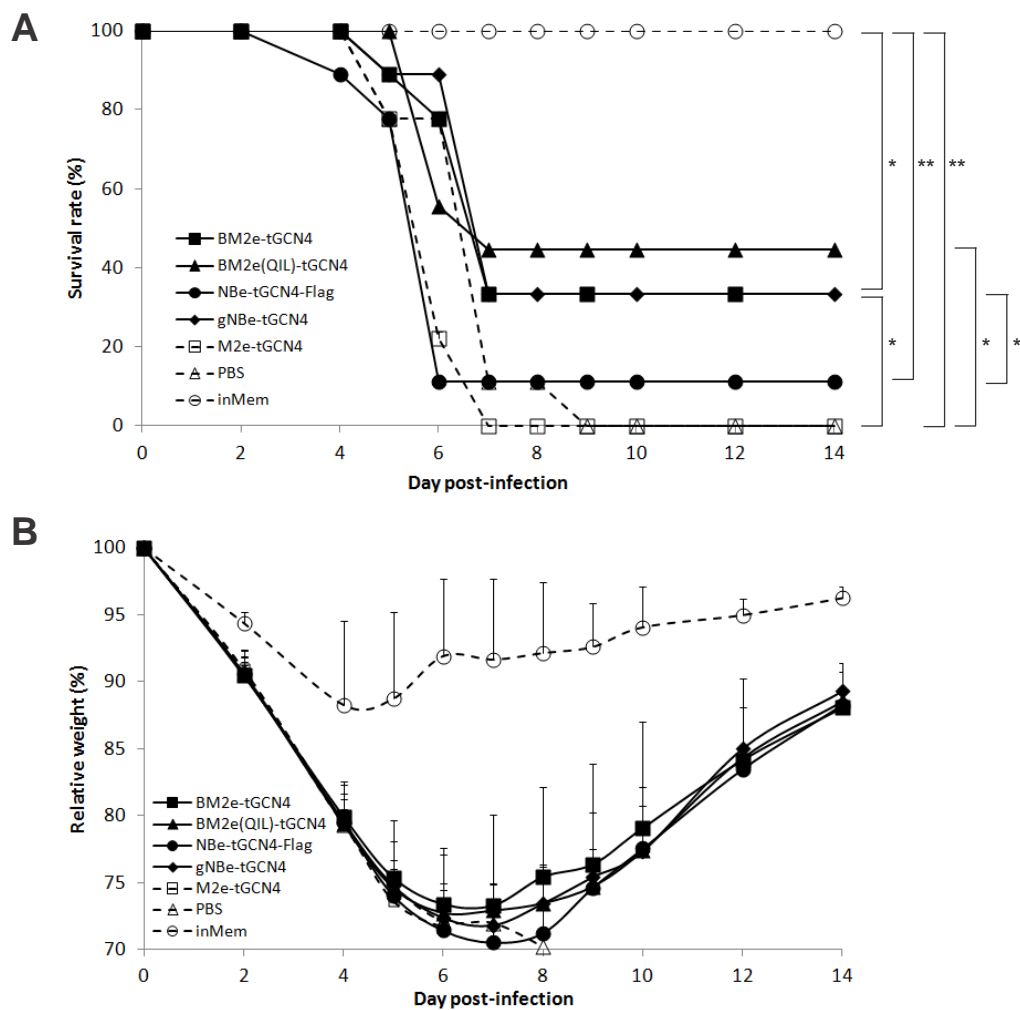 A
100
80
60
40
20
0
Survival rate (%)
BM2e-tGCN4
BM2e(QIL)-tGCN4
NBe-tGCN4-Flag
gNBe-tGCN4
M2e-tGCN4
PBS
inMem
0 2 4 6 8 10 12 14
Day post-infection
* ** **
* * *
B
100
95
90
85
80
75
70
Relative weight (%)
BM2e-tGCN4
BM2e(QIL)-tGCN4
NBe-tGCN4-Flag
gNBe-tGCN4
M2e-tGCN4
PBS
inMem
0 2 4 6 8 10 12 14
Day post-infection